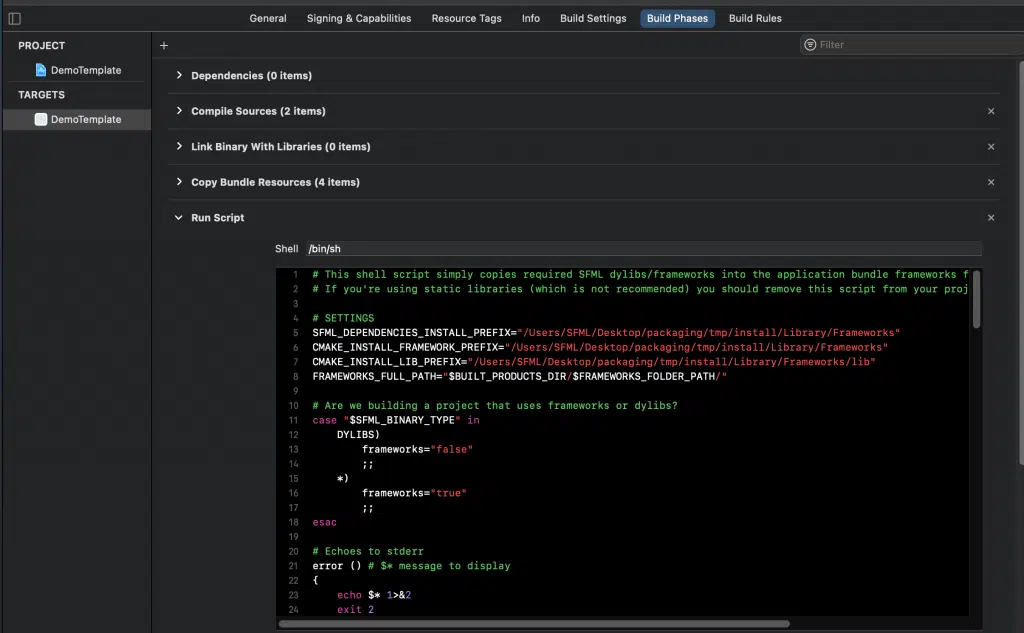 General Signing & Capabilities Resource Tags Info Build Settings Build Phases Build Rules
PROJECT
DemoTemplate
TARGETS
DemoTemplate
+
Filter
Dependencies (0 items)
Compile Sources (2 items)
Link Binary With Libraries (0 items)
Copy Bundle Resources (4 items)
Run Script
Shell /bin/sh
1 # This shell script simply copies required SFML dylibs/frameworks into the application bundle frameworks f
2 # If you're using static libraries (which is not recommended) you should remove this script from your proj
3
4 # SETTINGS
5 SFML_DEPENDENCIES_INSTALL_PREFIX="/Users/SFML/Desktop/packaging/tmp/install/Library/Frameworks"
6 CMAKE_INSTALL_FRAMEWORK_PREFIX="/Users/SFML/Desktop/packaging/tmp/install/Library/Frameworks"
7 CMAKE_INSTALL_LIB_PREFIX="/Users/SFML/Desktop/packaging/tmp/install/Library/Frameworks/lib"
8 FRAMEWORKS_FULL_PATH="$BUILT_PRODUCTS_DIR/$FRAMEWORKS_FOLDER_PATH/"
9
10 # Are we building a project that uses frameworks or dylibs?
11 case "$SFML_BINARY_TYPE" in
12 DYLIBS)
13 frameworks="false"
14 ;;
15 *)
16 frameworks="true"
17 ;;
18 esac
19
20 # Echoes to stderr
21 error () # $* message to display
22 {
23 echo $* 1>&2
24 exit 2